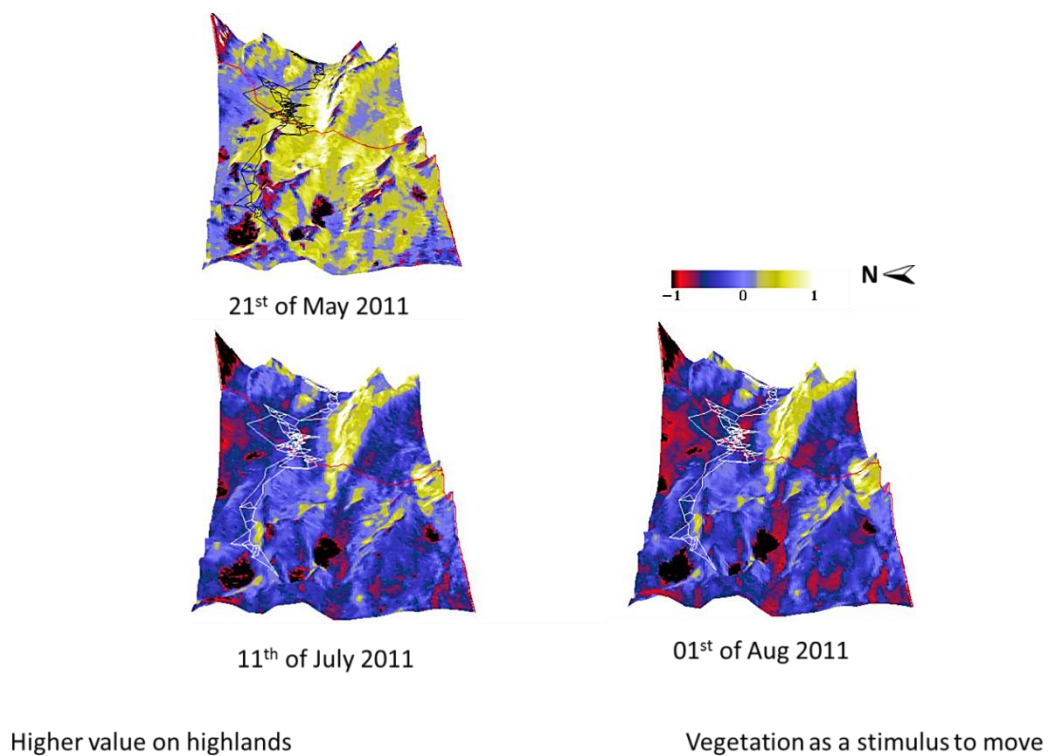 21st of May 2011
N
−1 0 1
11th of July 2011
01st of Aug 2011
Higher value on highlands
Vegetation as a stimulus to move